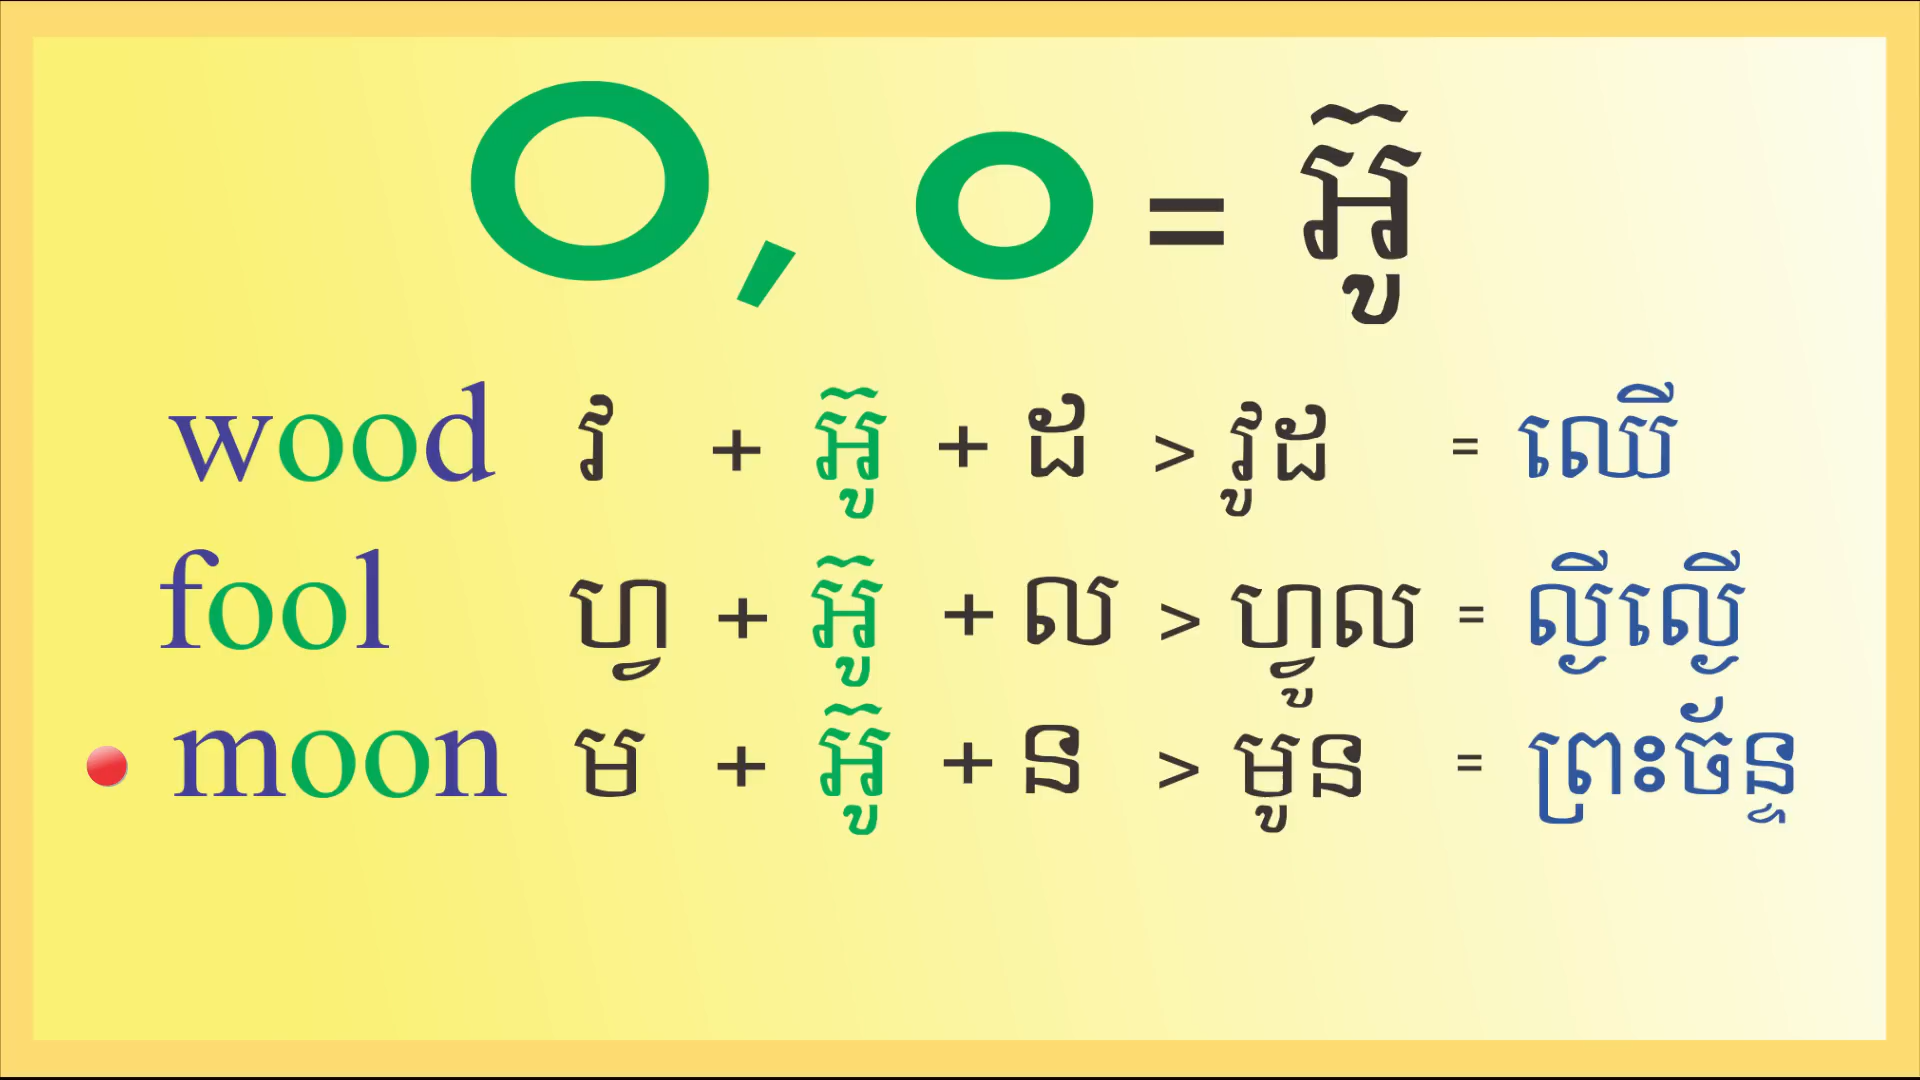 O, o = អ៊ូ
wood វ + អ៊ូ + ដ > វូដ = ឈើ
fool ហ្វ + អ៊ូ + ល > ហ្វូល = ល្ងីល្ងើ
moon ម + អ៊ូ + ន > មូន = ព្រះច័ន្ទ